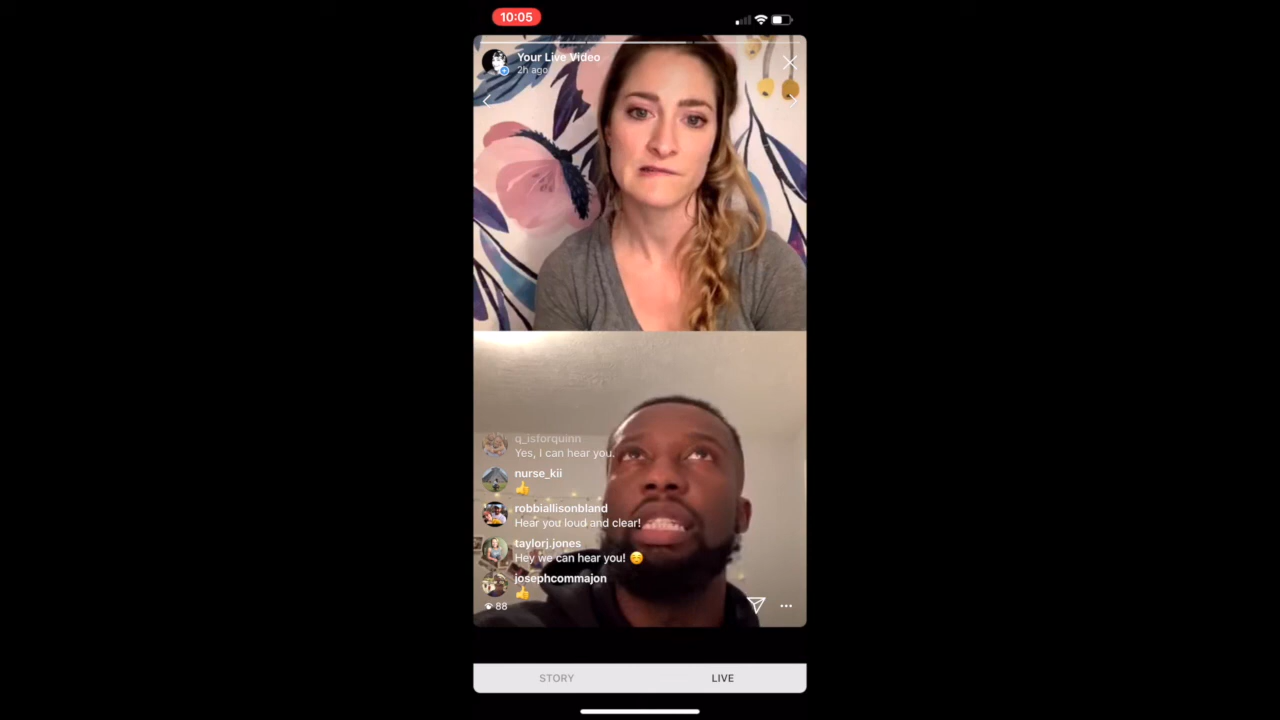 10:05
Your Live Video
2h ago
q_isforquinn
Yes, I can hear you.
nurse_kii
👍
robbiallisonbland
Hear you loud and clear!
taylorj.jones
Hey we can hear you! ☺️
josephcommajon
👍
88
STORY LIVE